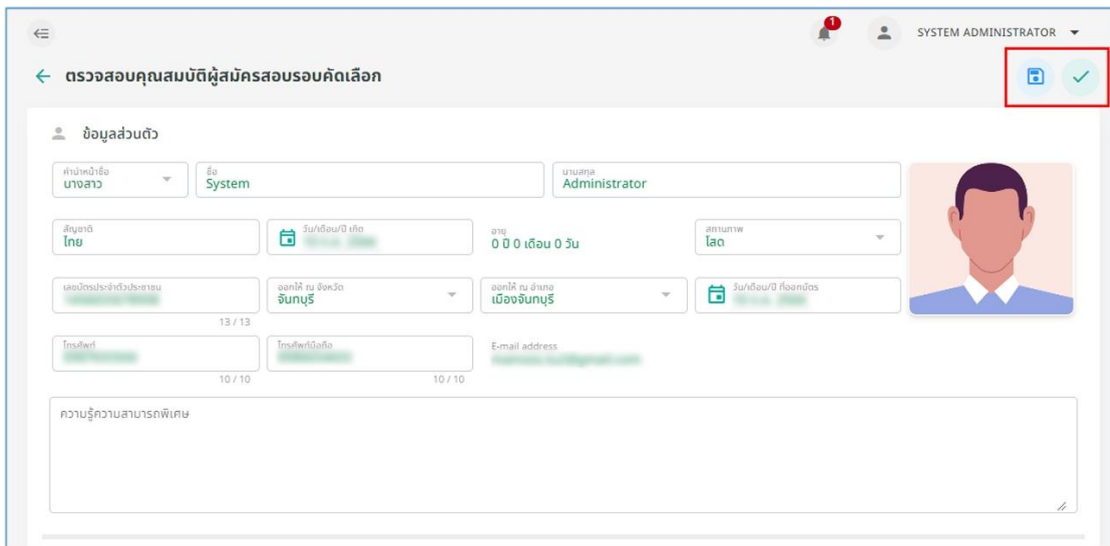 1
SYSTEM ADMINISTRATOR
ตรวจสอบคุณสมบัติผู้สมัครสอบรอบคัดเลือก
ข้อมูลส่วนตัว
คำนำหน้าชื่อ ชื่อ นามสกุล
นางสาว System Administrator
สัญชาติ วัน/เดือน/ปี เกิด อายุ สถานภาพ
ไทย 0 ปี 0 เดือน 0 วัน โสด
เลขบัตรประจำตัวประชาชน ออกให้ ณ จังหวัด ออกให้ ณ อำเภอ วัน/เดือน/ปี ที่ออกบัตร
จันทบุรี เมืองจันทบุรี
13 / 13
โทรศัพท์ โทรศัพท์มือถือ E-mail address
10 / 10 10 / 10
ความรู้ความสามารถพิเศษ